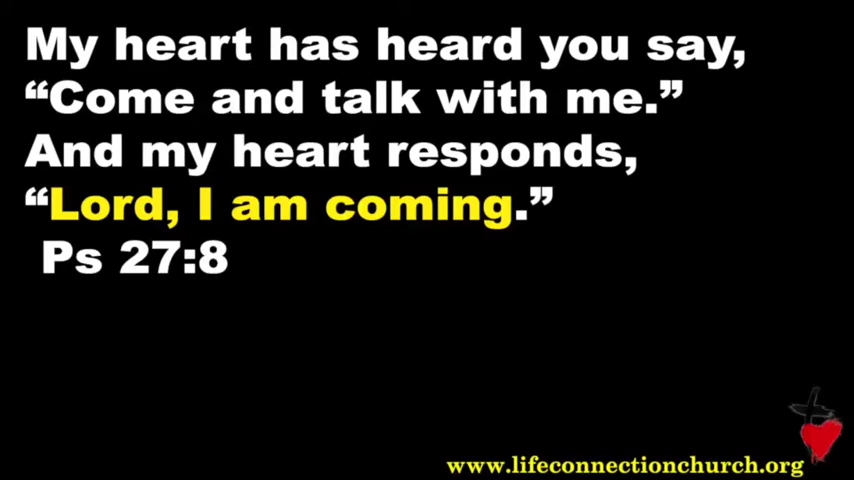 My heart has heard you say,
“Come and talk with me.”
And my heart responds,
“Lord, I am coming.”
Ps 27:8
www.lifeconnectionchurch.org